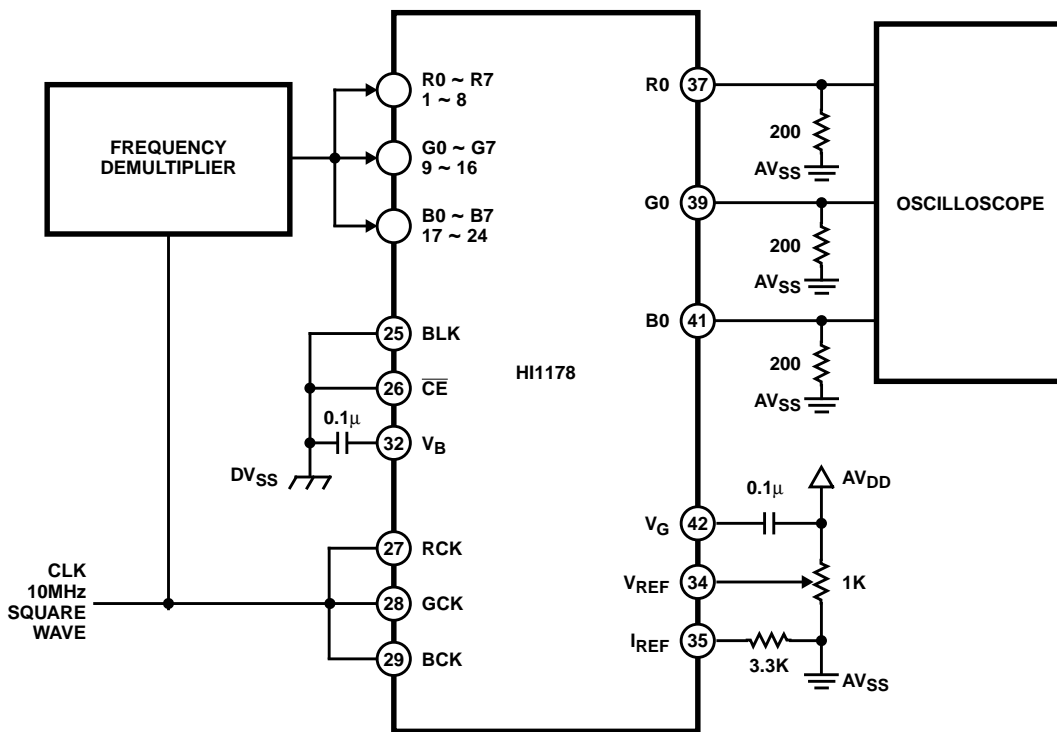 FREQUENCY
DEMULTIPLIER
R0 ~ R7
1 ~ 8
G0 ~ G7
9 ~ 16
B0 ~ B7
17 ~ 24
25
BLK
26
CE
0.1μ
32
VB
DVSS
27
RCK
CLK
10MHz
SQUARE
WAVE
28
GCK
29
BCK
HI1178
R0
37
200
AVSS
G0
39
200
AVSS
B0
41
200
AVSS
OSCILLOSCOPE
AVDD
0.1μ
VG
42
VREF
34
1K
IREF
35
3.3K
AVSS